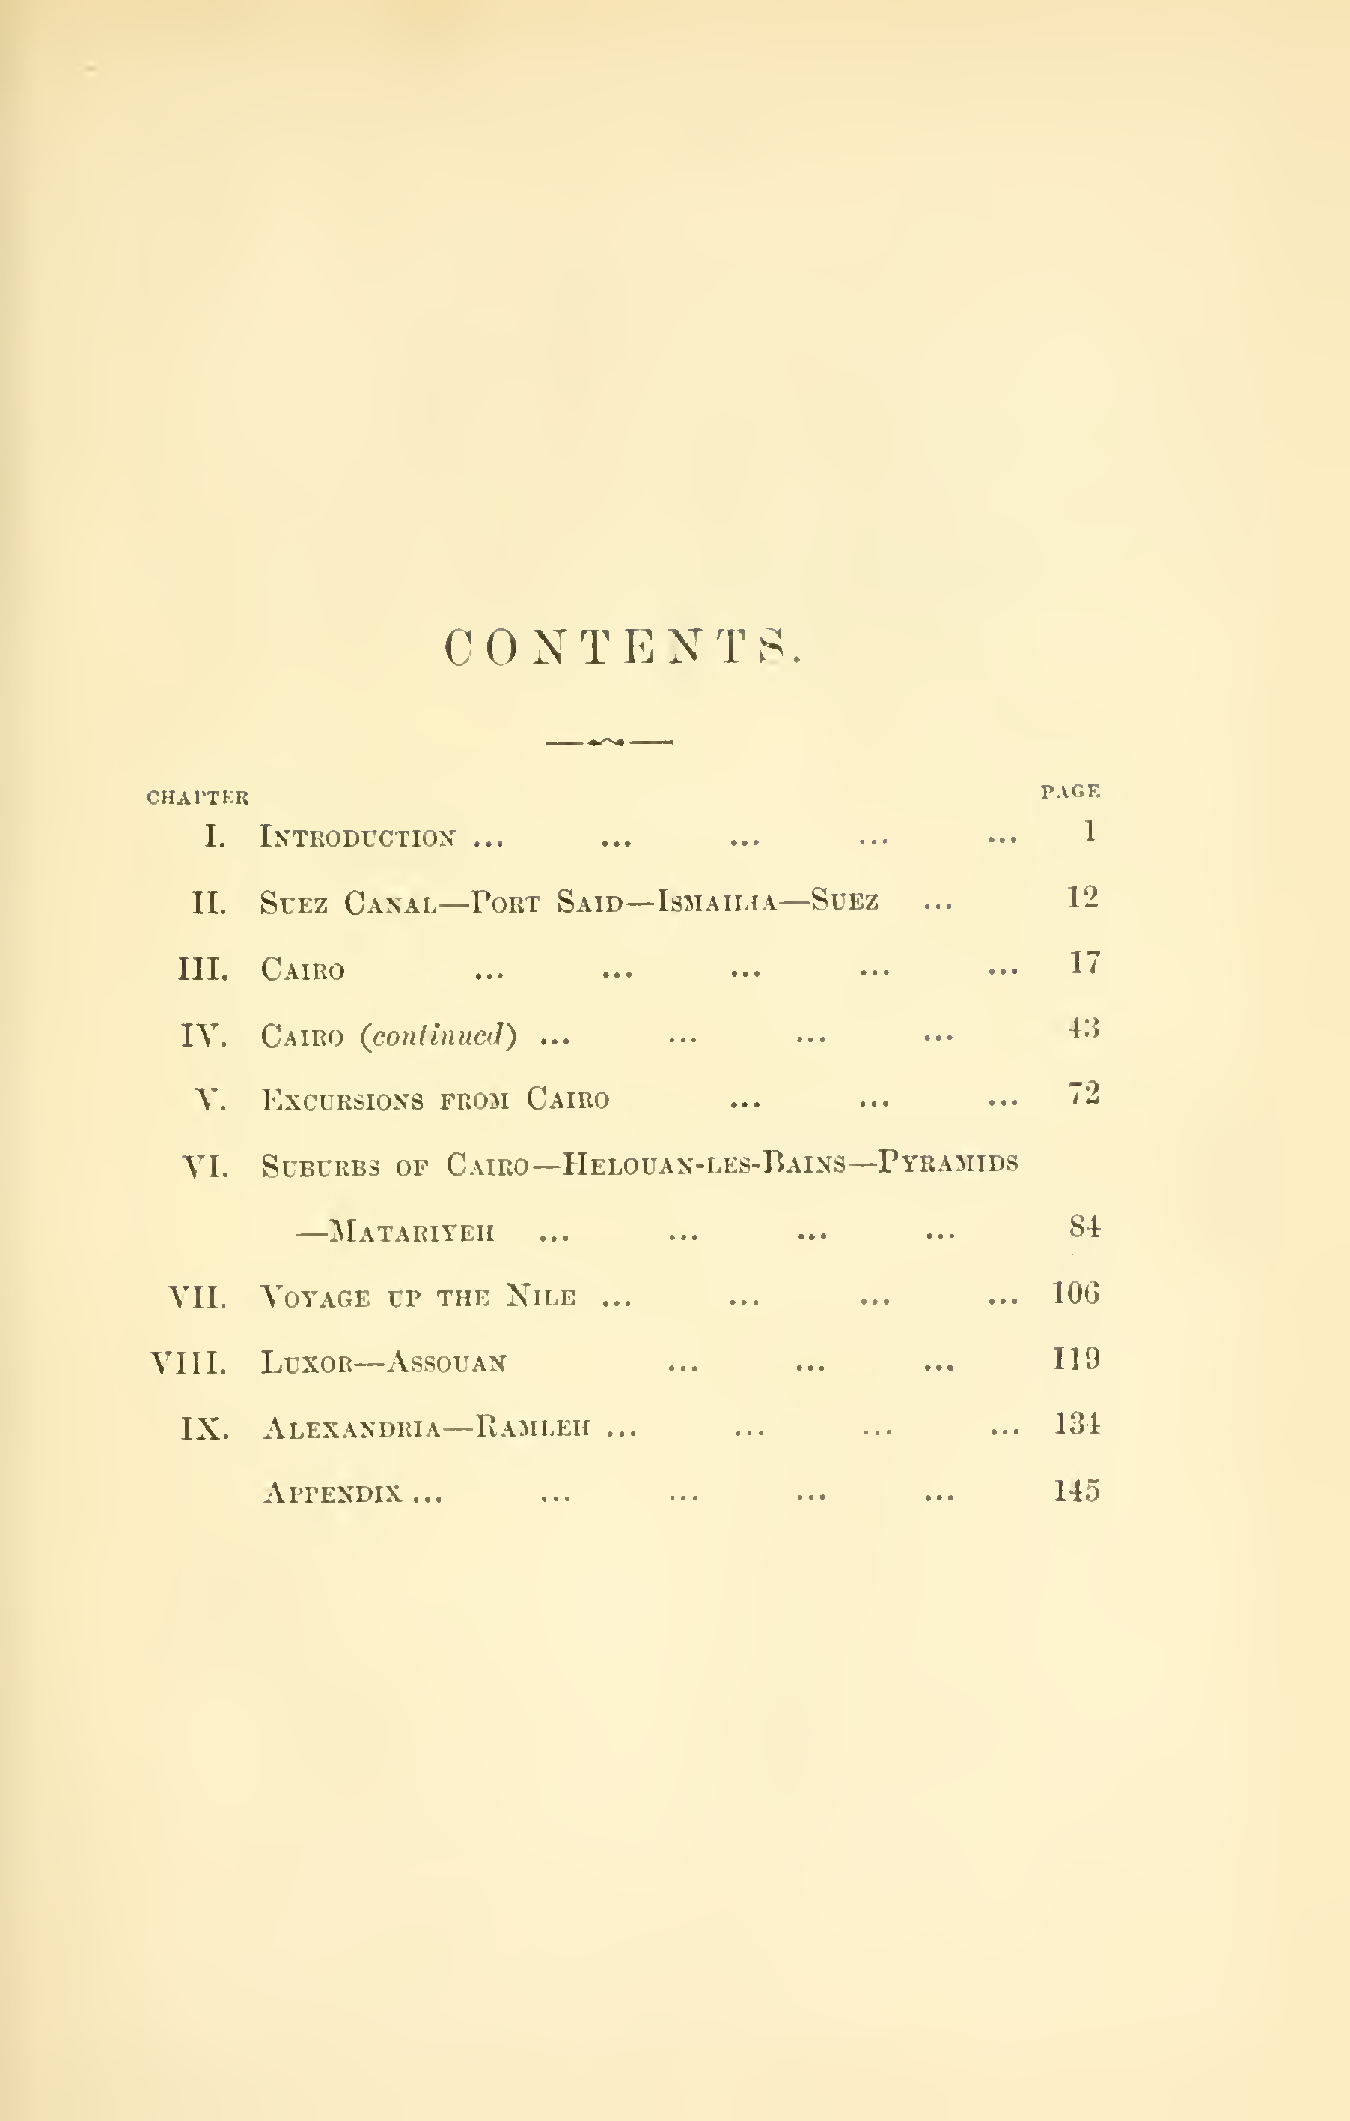 CONTENTS.
CHAPTER PAGE
I. INTRODUCTION ... ... ... ... ... 1
II. SUEZ CANAL—PORT SAID—ISMAILIA—SUEZ ... 12
III. CAIRO ... ... ... ... ... 17
IV. CAIRO (continued) ... ... ... ... 43
V. EXCURSIONS FROM CAIRO ... ... ... 72
VI. SUBURBS OF CAIRO—HELOUAN-LES-BAINS—PYRAMIDS
—MATARIYEH ... ... ... ... 84
VII. VOYAGE UP THE NILE ... ... ... ... 106
VIII. LUXOR—ASSOUAN ... ... ... 119
IX. ALEXANDRIA—RAMLEH ... ... ... ... 134
APPENDIX ... ... ... ... ... 145